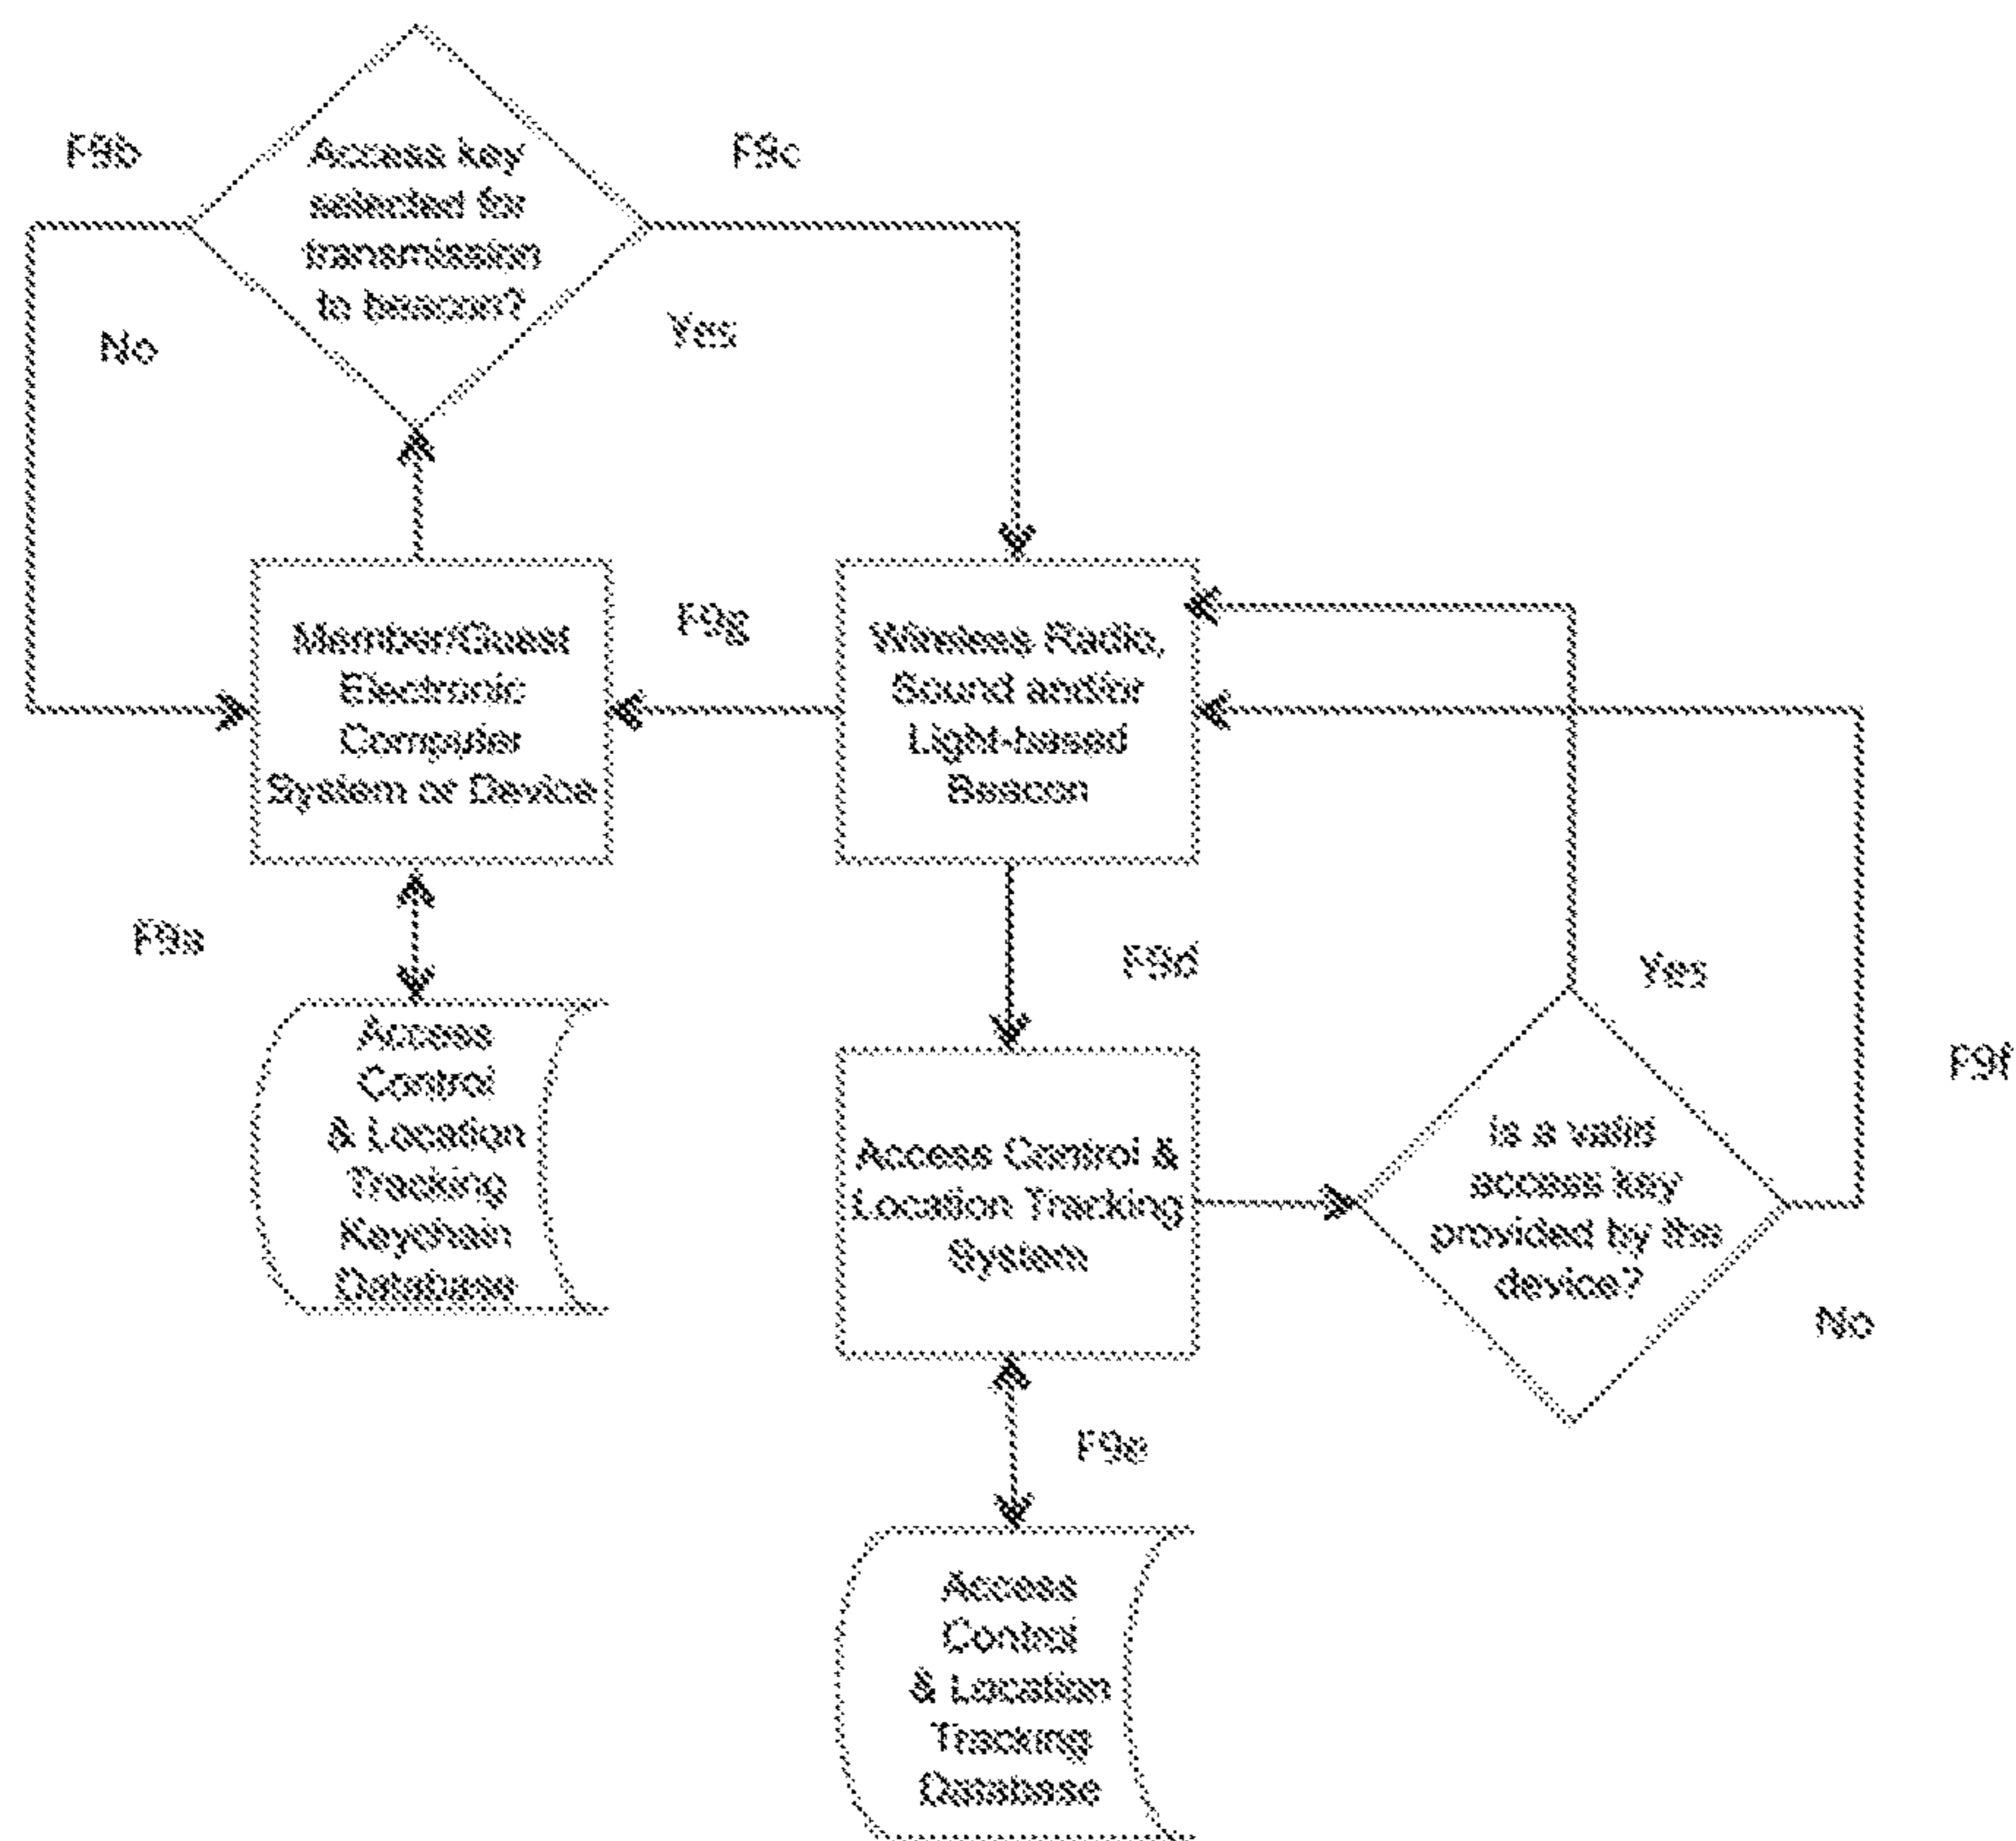 F9b
Access key
selected for
transmission
to beacon?
F9c
No
Yes
Member/Guest
Electronic
Computer
System or Device
F9g
Wireless Radio,
Sound and/or
Light-based
Beacon
F9a
F9d
Yes
F9f
Access
Control
& Location
Tracking
Keychain
Database
Access Control &
Location Tracking
System
is a valid
access key
provided by the
device?
No
F9e
Access
Control
& Location
Tracking
Database